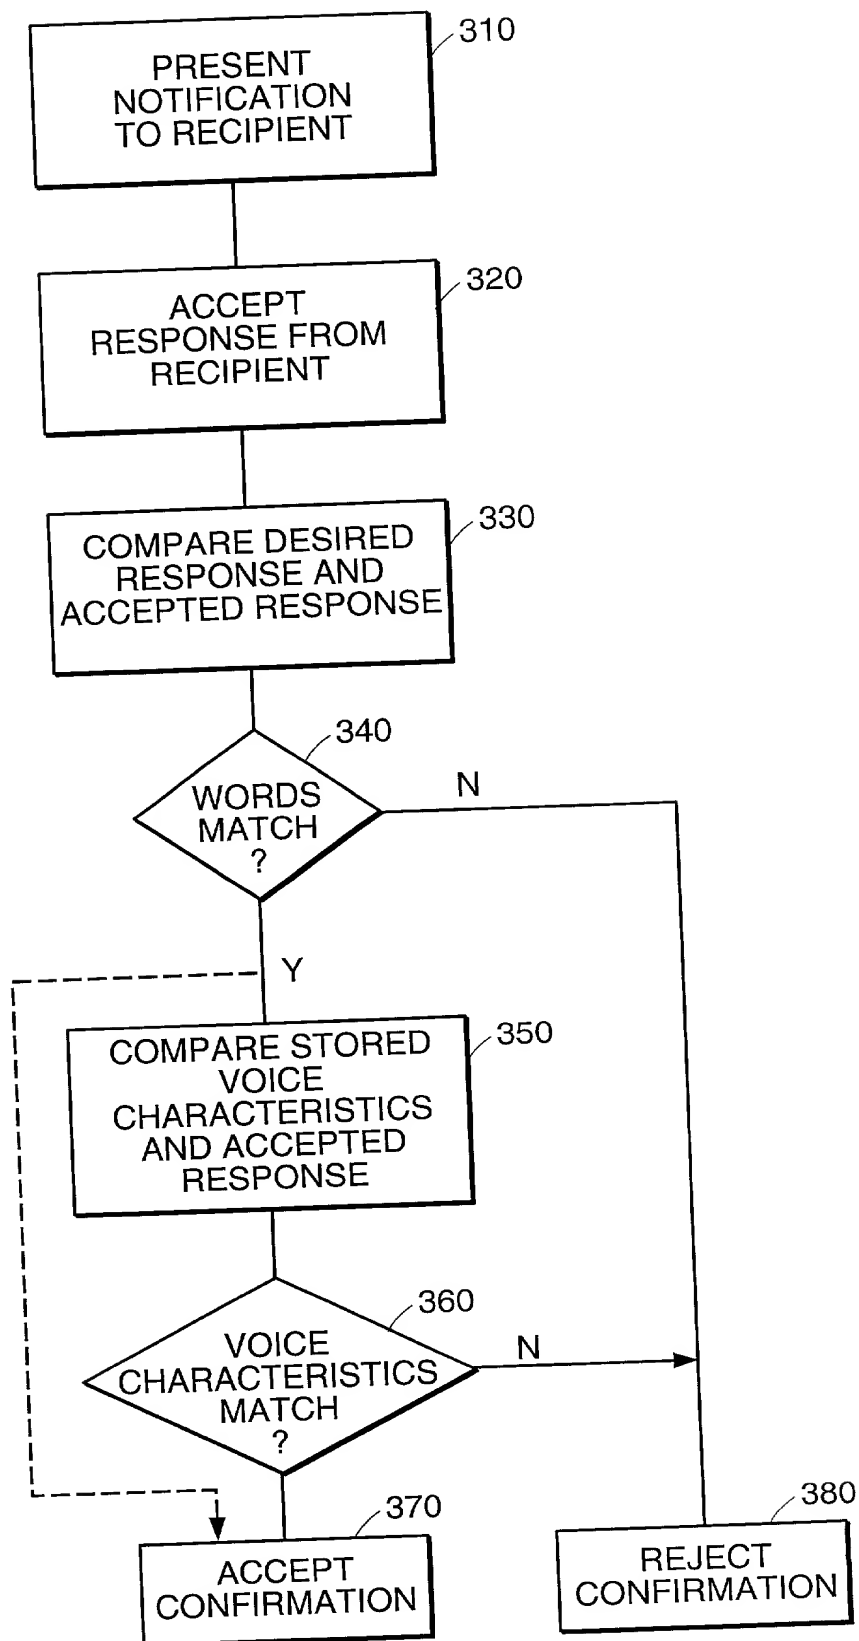 310
PRESENT
NOTIFICATION
TO RECIPIENT
320
ACCEPT
RESPONSE FROM
RECIPIENT
330
COMPARE DESIRED
RESPONSE AND
ACCEPTED RESPONSE
340
WORDS
MATCH
?
N
Y
350
COMPARE STORED
VOICE
CHARACTERISTICS
AND ACCEPTED
RESPONSE
360
VOICE
CHARACTERISTICS
MATCH
?
N
370
ACCEPT
CONFIRMATION
380
REJECT
CONFIRMATION